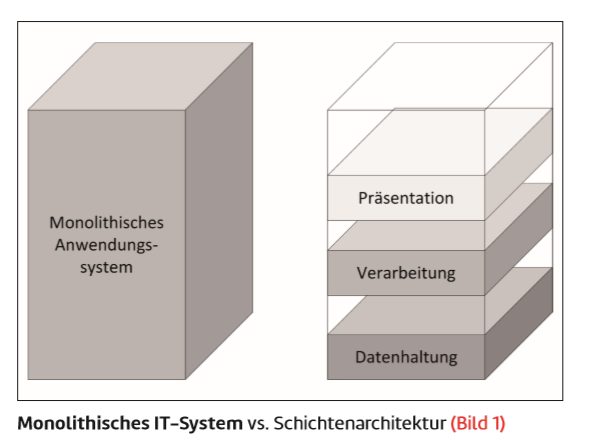 Monolithisches
Anwendungs-
system
Präsentation
Verarbeitung
Datenhaltung
Monolithisches IT-System vs. Schichtenarchitektur (Bild 1)